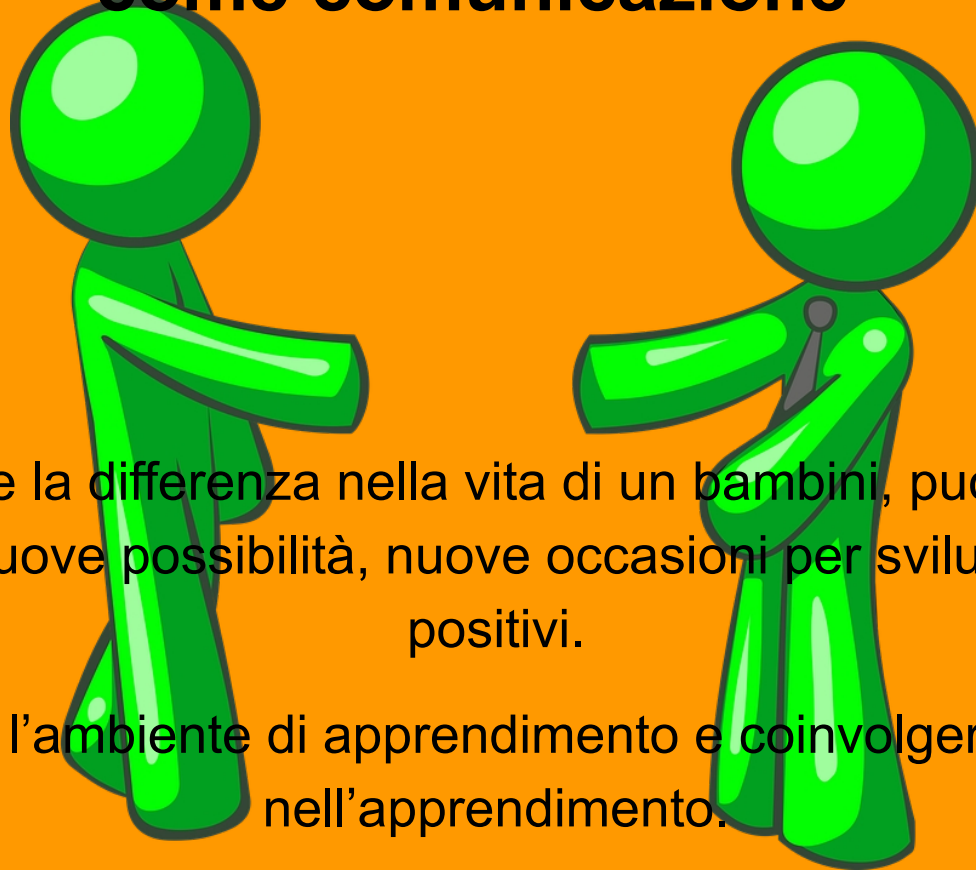 come comunicazione
e la differenza nella vita di un bambini, può
uove possibilità, nuove occasioni per svilu
positivi.
l'ambiente di apprendimento e coinvolger
nell'apprendimento.